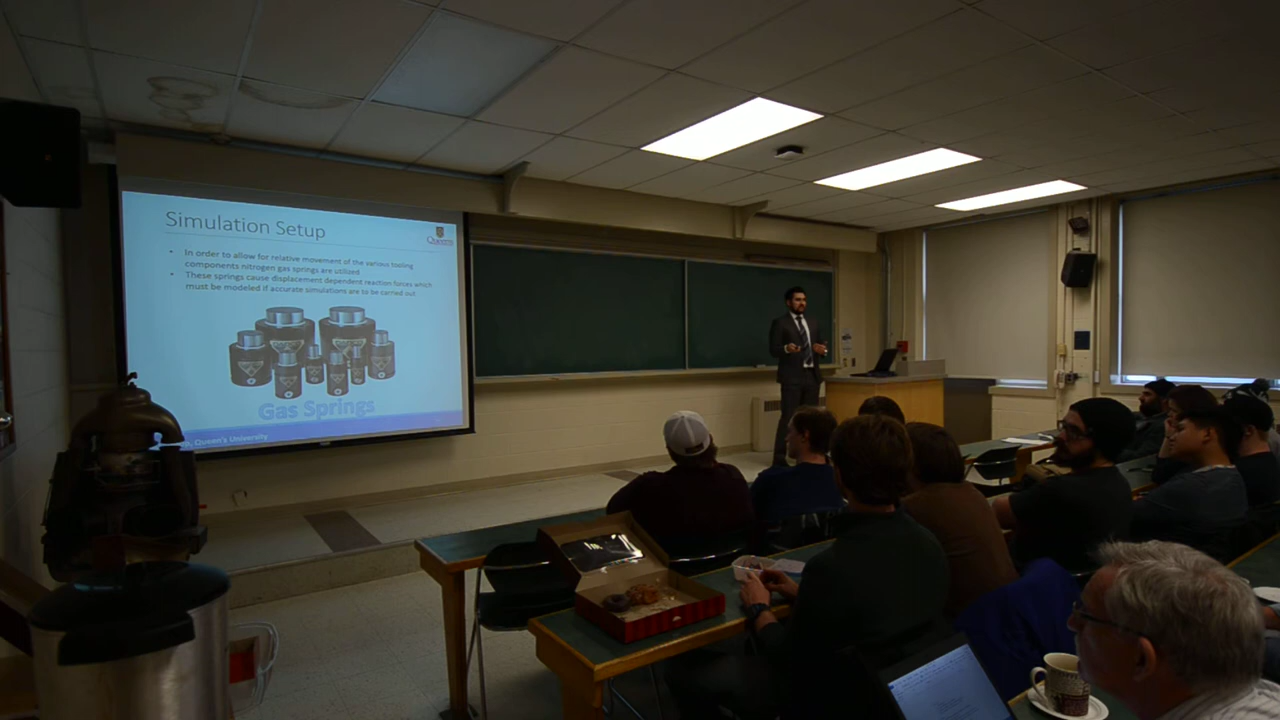 Simulation Setup
Queen's
• In order to allow for relative movement of the various tooling
components nitrogen gas springs are utilized
• These springs cause displacement dependent reaction forces which
must be modeled if accurate simulations are to be carried out
Gas Springs
Queen's University